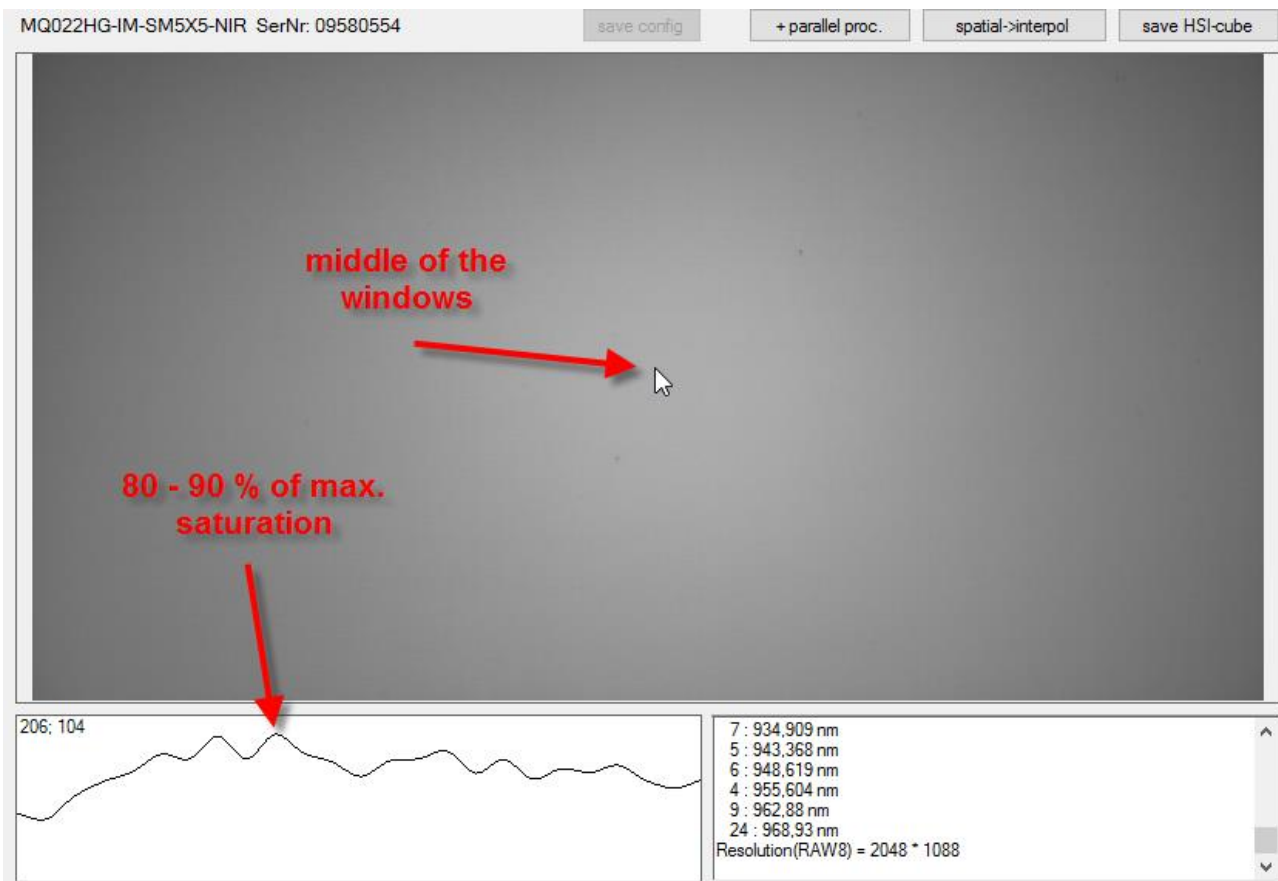 MQ022HG-IM-SM5X5-NIR SerNr: 09580554
save config
+ parallel proc.
spatial->interpol
save HSI-cube
middle of the
windows
80 - 90 % of max.
saturation
206; 104
7 : 934,909 nm
5 : 943,368 nm
6 : 948,619 nm
4 : 955,604 nm
9 : 962,88 nm
24 : 968,93 nm
Resolution(RAW8) = 2048 * 1088